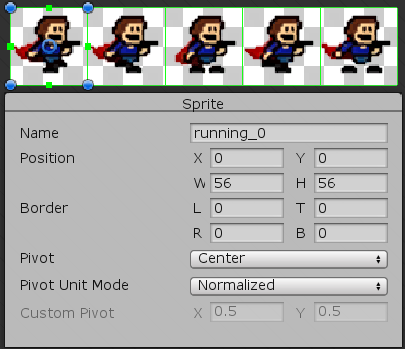 Sprite
Name running_0
Position X 0 Y 0
W 56 H 56
Border L 0 T 0
R 0 B 0
Pivot Center
Pivot Unit Mode Normalized
Custom Pivot X 0.5 Y 0.5